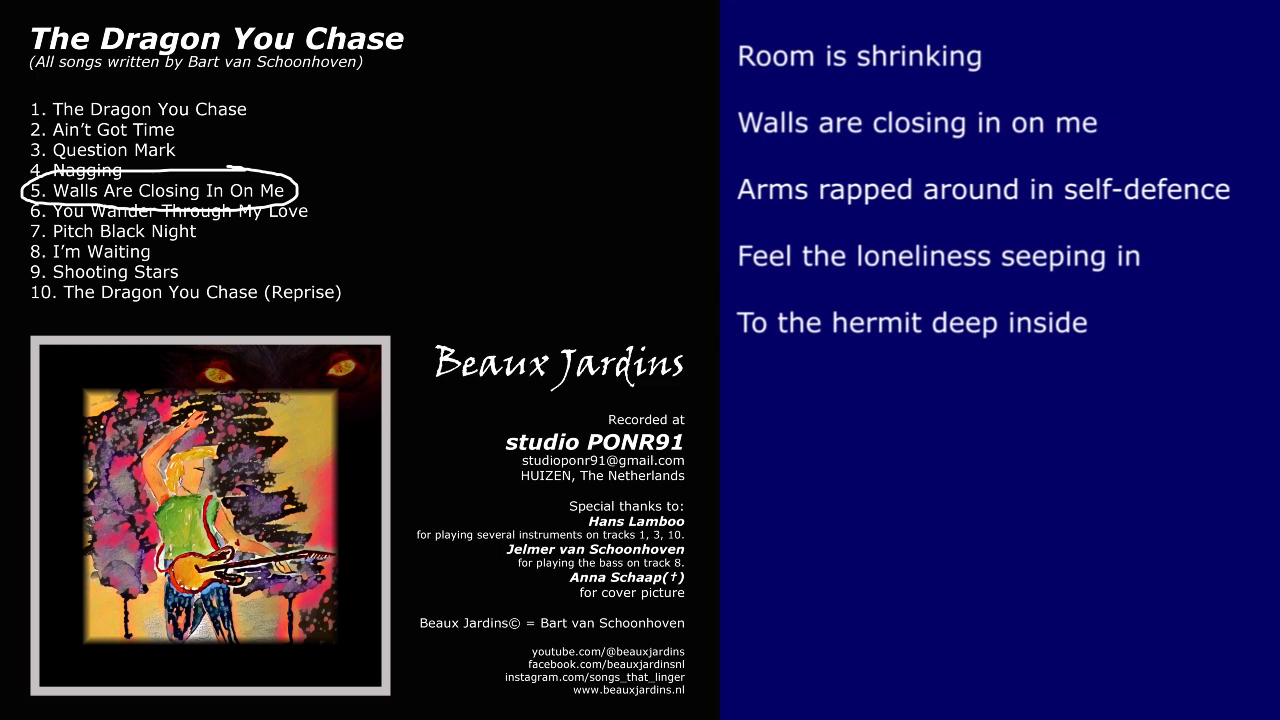 The Dragon You Chase
(All songs written by Bart van Schoonhoven)
1. The Dragon You Chase
2. Ain't Got Time
3. Question Mark
4. Nagging
5. Walls Are Closing In On Me
6. You Wander Through My Love
7. Pitch Black Night
8. I'm Waiting
9. Shooting Stars
10. The Dragon You Chase (Reprise)
Beaux Jardins
Recorded at
studio PONR91
studioponr91@gmail.com
HUIZEN, The Netherlands
Special thanks to:
Hans Lamboo
for playing several instruments on tracks 1, 3, 10.
Jelmer van Schoonhoven
for playing the bass on track 8.
Anna Schaap(†)
for cover picture
Beaux Jardins© = Bart van Schoonhoven
youtube.com/@beauxjardins
facebook.com/beauxjardinsnl
instagram.com/songs_that_linger
www.beauxjardins.nl
Room is shrinking
Walls are closing in on me
Arms rapped around in self-defence
Feel the loneliness seeping in
To the hermit deep inside